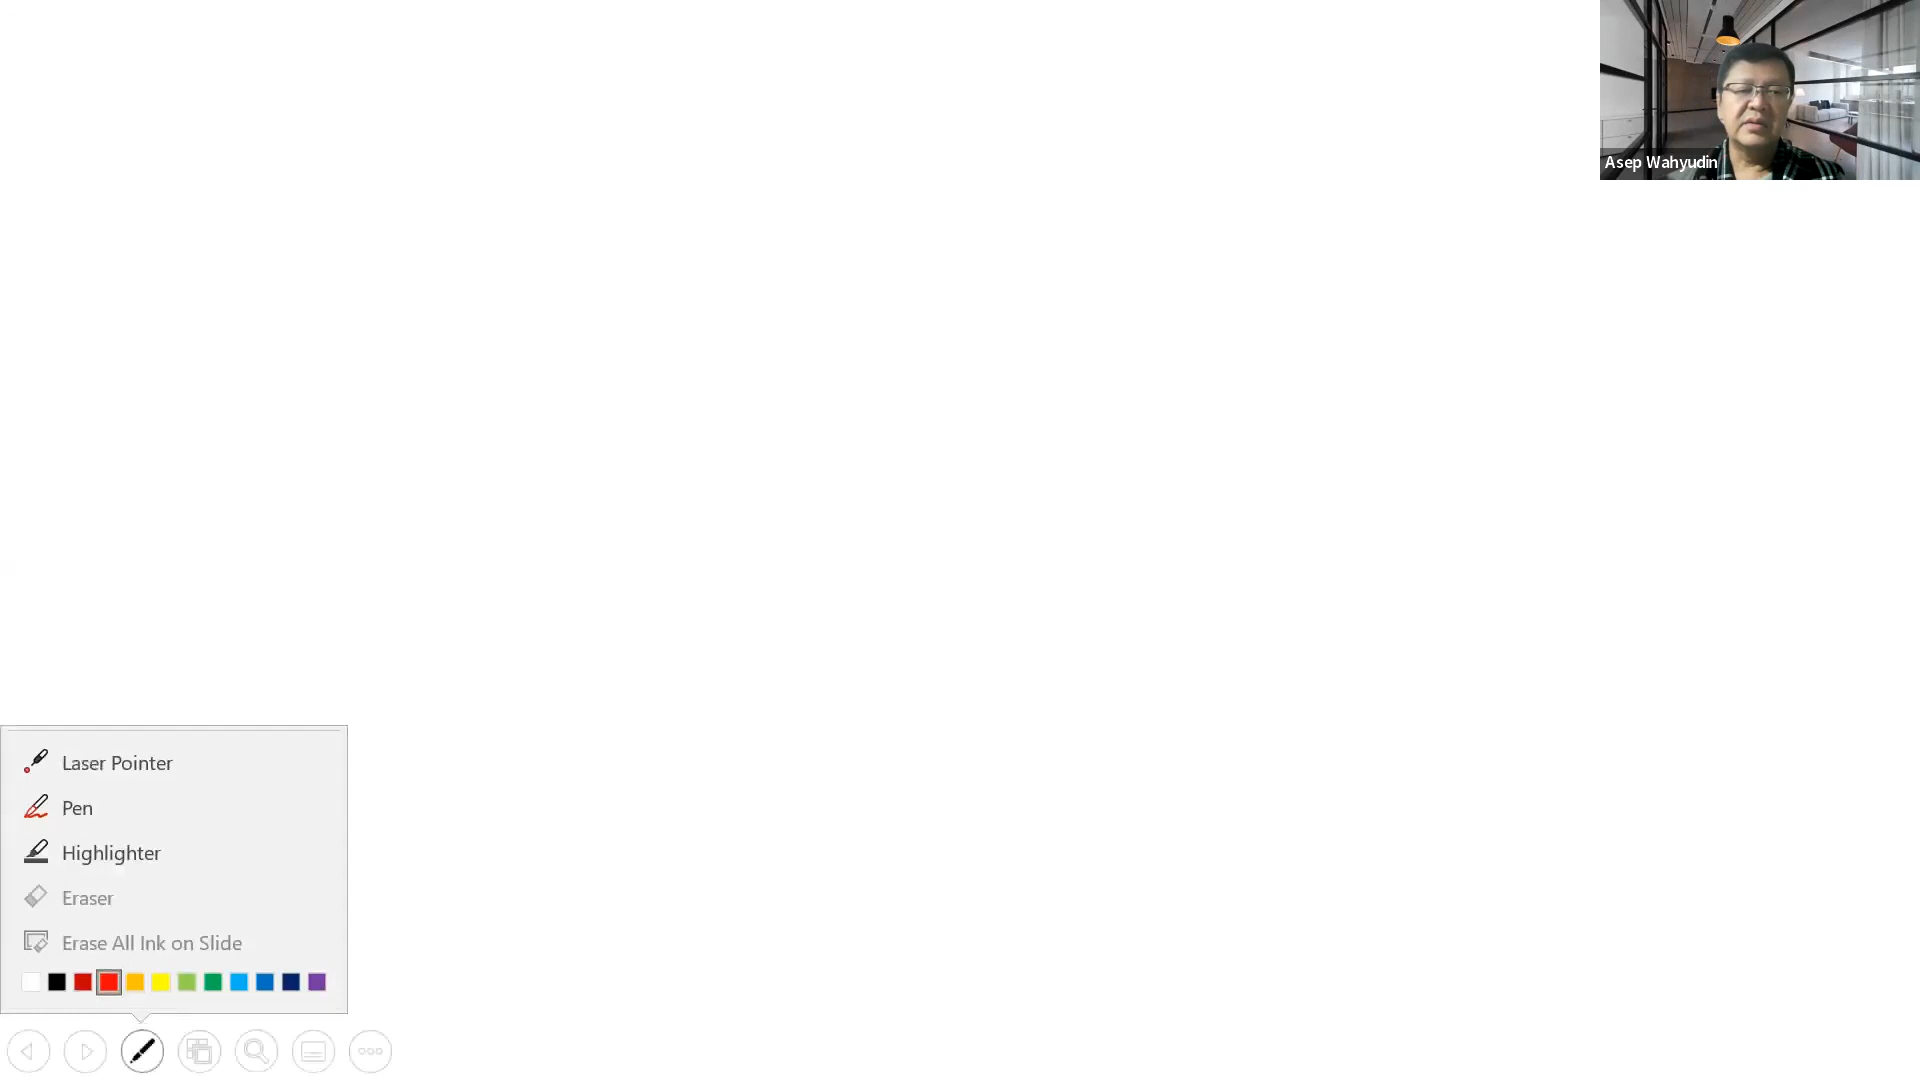 Asep Wahyudin
Laser Pointer
Pen
Highlighter
Eraser
Erase All Ink on Slide